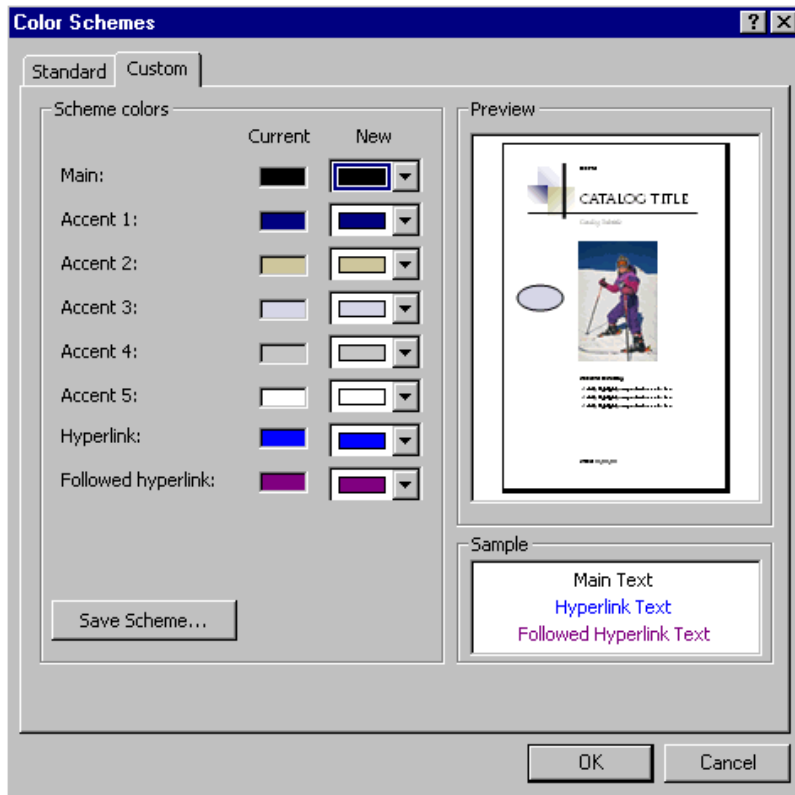 Color Schemes
Standard
Custom
Scheme colors
Current New
Main:
Accent 1:
Accent 2:
Accent 3:
Accent 4:
Accent 5:
Hyperlink:
Followed hyperlink:
Save Scheme...
Preview
CATALOG TITLE
Sample
Main Text
Hyperlink Text
Followed Hyperlink Text
OK
Cancel